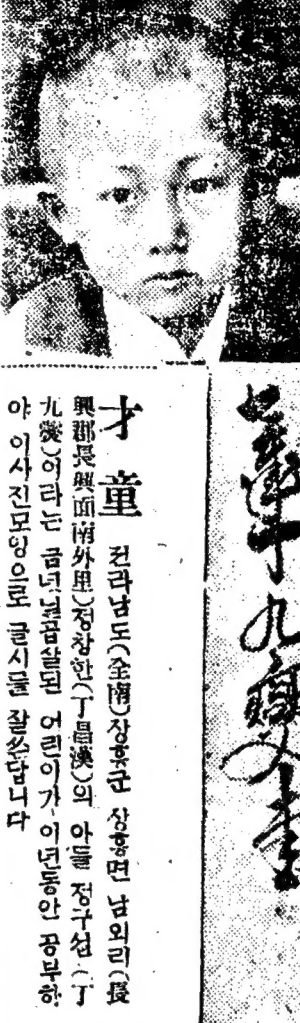 才童 전라남도(全南)장흥군 장흥면 남외리(長
興郡長興面南外里)정창한(丁昌漢)의 아들 정구섭 (丁
九燮)이라는 금년닐곱살된 어린이가 이년동안 공부하
야 이사진모양으로 글시를 잘쓴답니다